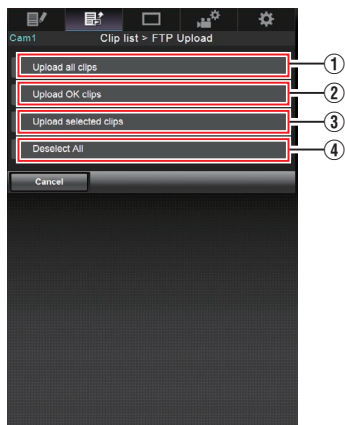 Cam1 Clip list > FTP Upload
Upload all clips ①
Upload OK clips ②
Upload selected clips ③
Deselect All ④
Cancel